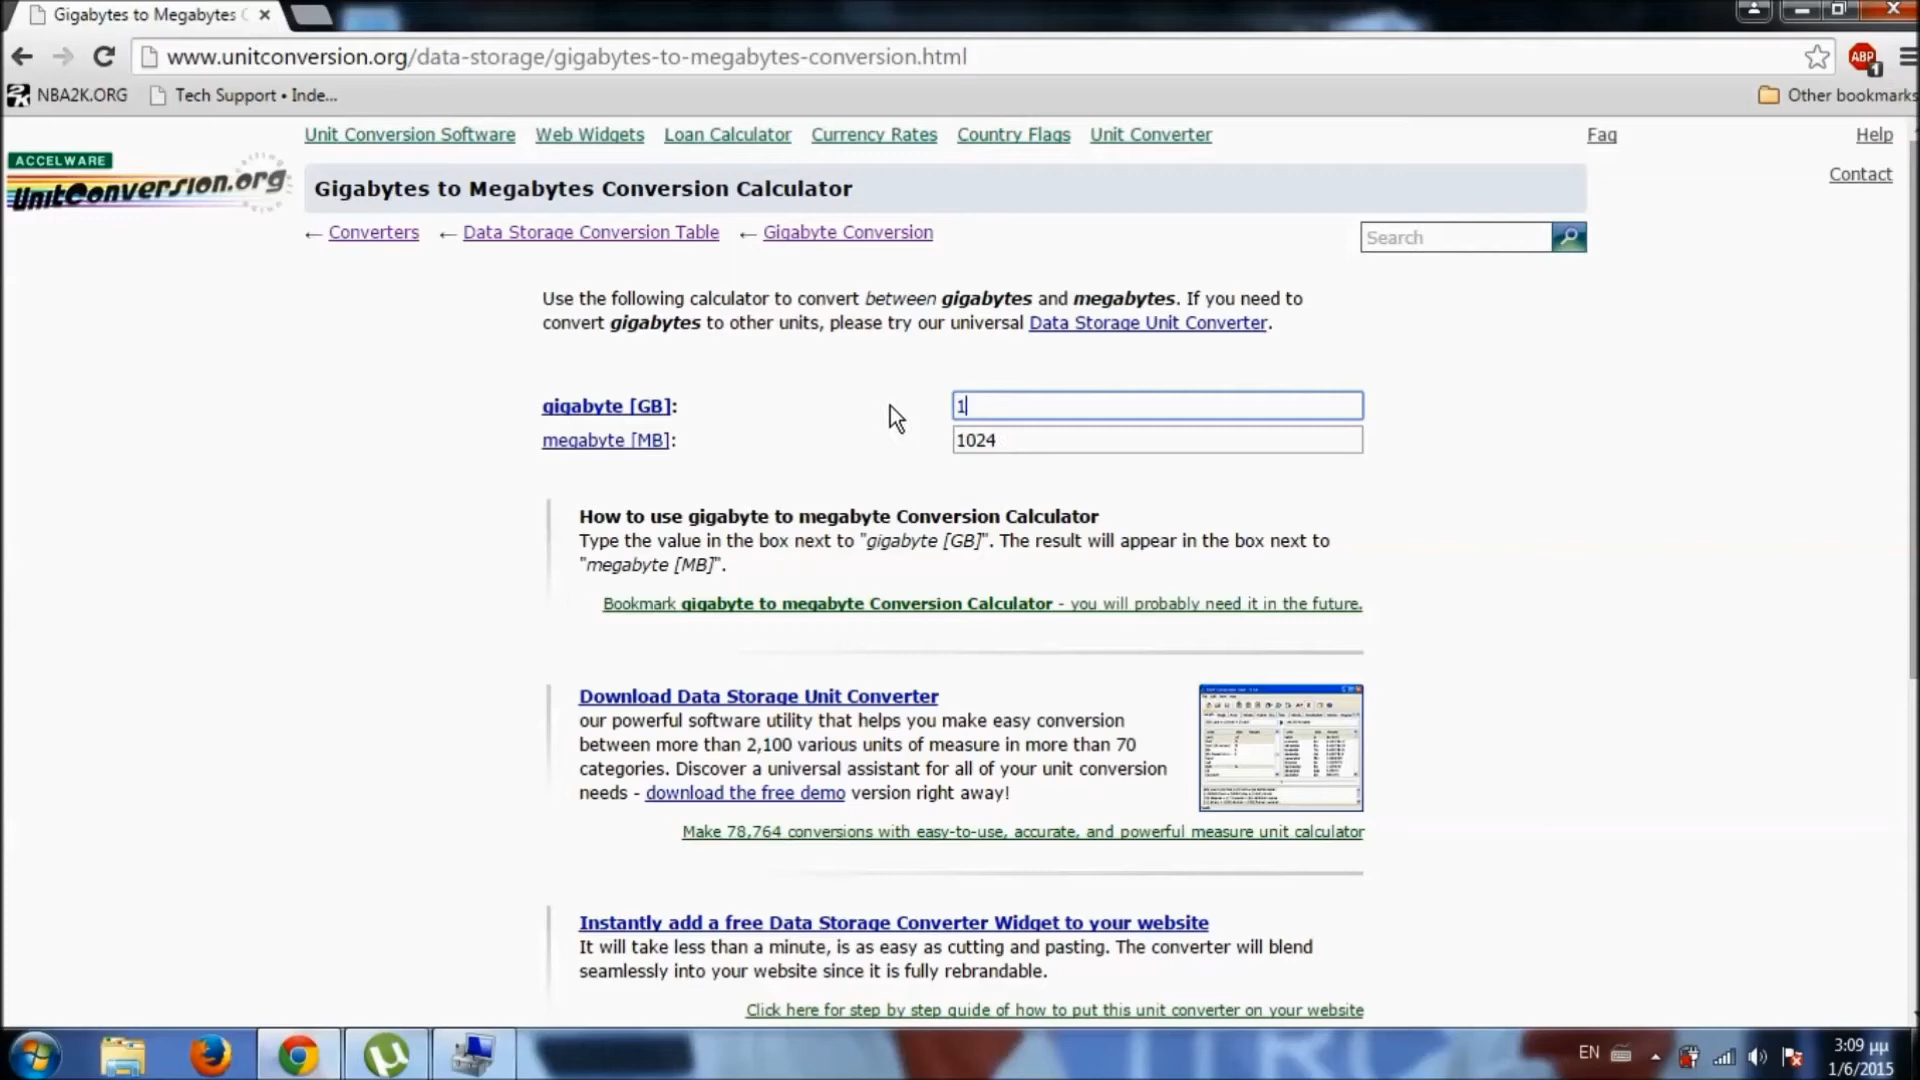 Gigabytes to Megabytes C
www.unitconversion.org/data-storage/gigabytes-to-megabytes-conversion.html
ABP
1
NBA2K.ORG
Tech Support • Inde...
Other bookmarks
Unit Conversion Software Web Widgets Loan Calculator Currency Rates Country Flags Unit Converter
Faq
Help
ACCELWARE
UnitConversion.org
Gigabytes to Megabytes Conversion Calculator
Contact
← Converters ← Data Storage Conversion Table ← Gigabyte Conversion
Search
Use the following calculator to convert between gigabytes and megabytes. If you need to
convert gigabytes to other units, please try our universal Data Storage Unit Converter.
gigabyte [GB]: 1
megabyte [MB]: 1024
How to use gigabyte to megabyte Conversion Calculator
Type the value in the box next to "gigabyte [GB]". The result will appear in the box next to
"megabyte [MB]".
Bookmark gigabyte to megabyte Conversion Calculator - you will probably need it in the future.
Download Data Storage Unit Converter
our powerful software utility that helps you make easy conversion
between more than 2,100 various units of measure in more than 70
categories. Discover a universal assistant for all of your unit conversion
needs - download the free demo version right away!
Make 78,764 conversions with easy-to-use, accurate, and powerful measure unit calculator
Instantly add a free Data Storage Converter Widget to your website
It will take less than a minute, is as easy as cutting and pasting. The converter will blend
seamlessly into your website since it is fully rebrandable.
Click here for step by step guide of how to put this unit converter on your website
EN
3:09 μμ
1/6/2015